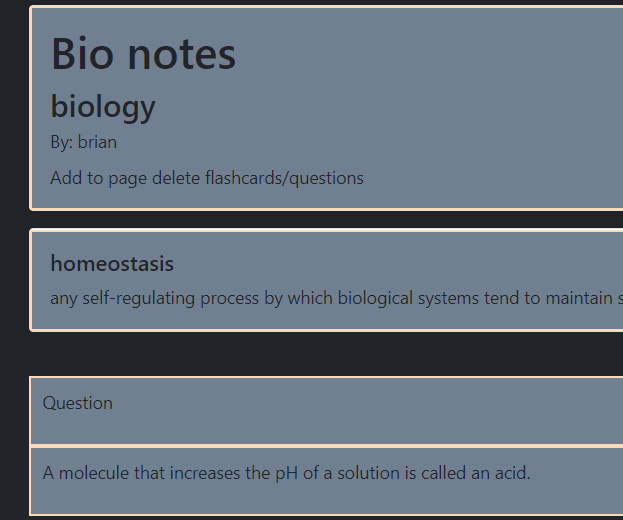 Bio notes
biology
By: brian
Add to page delete flashcards/questions
homeostasis
any self-regulating process by which biological systems tend to maintain s
Question
A molecule that increases the pH of a solution is called an acid.